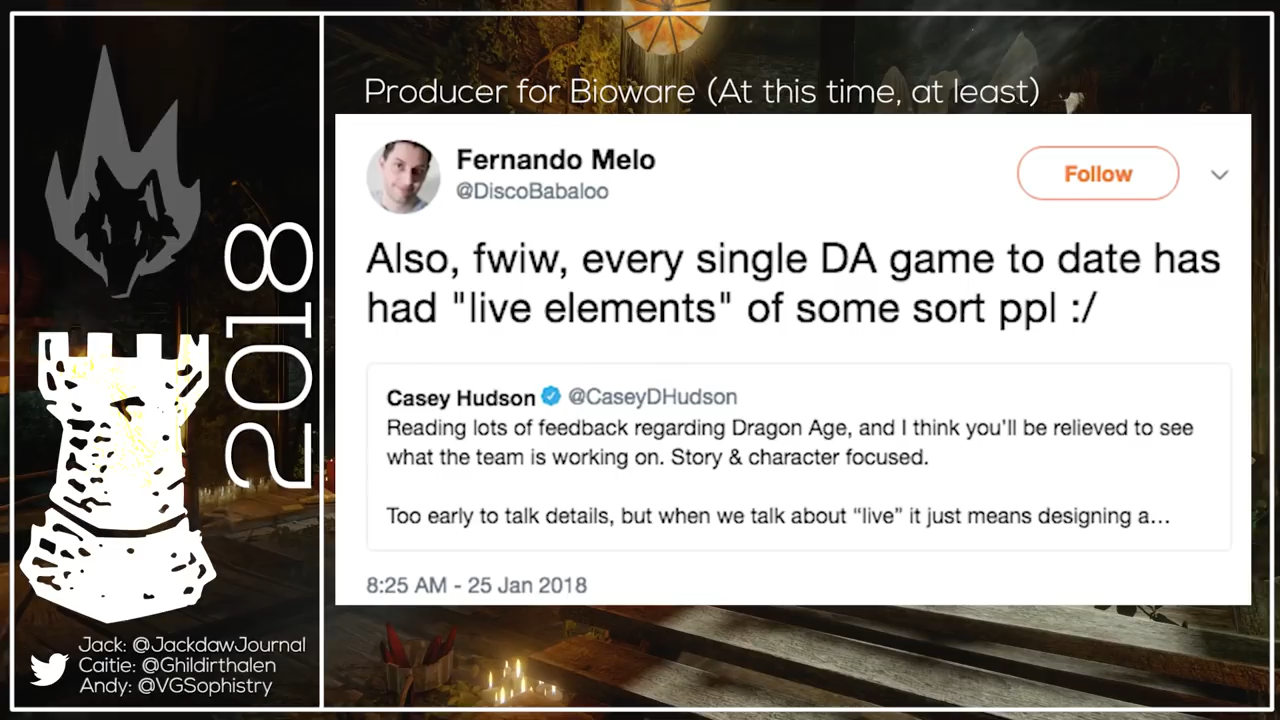 Producer for Bioware (At this time, at least)
Fernando Melo
@DiscoBabaloo
Follow
Also, fwiw, every single DA game to date has
had "live elements" of some sort ppl :/
Casey Hudson @CaseyDHudson
Reading lots of feedback regarding Dragon Age, and I think you'll be relieved to see
what the team is working on. Story & character focused.
Too early to talk details, but when we talk about “live” it just means designing a...
8:25 AM - 25 Jan 2018
2018
Jack: @JackdawJournal
Caitie: @Ghildirthalen
Andy: @VGSophistry